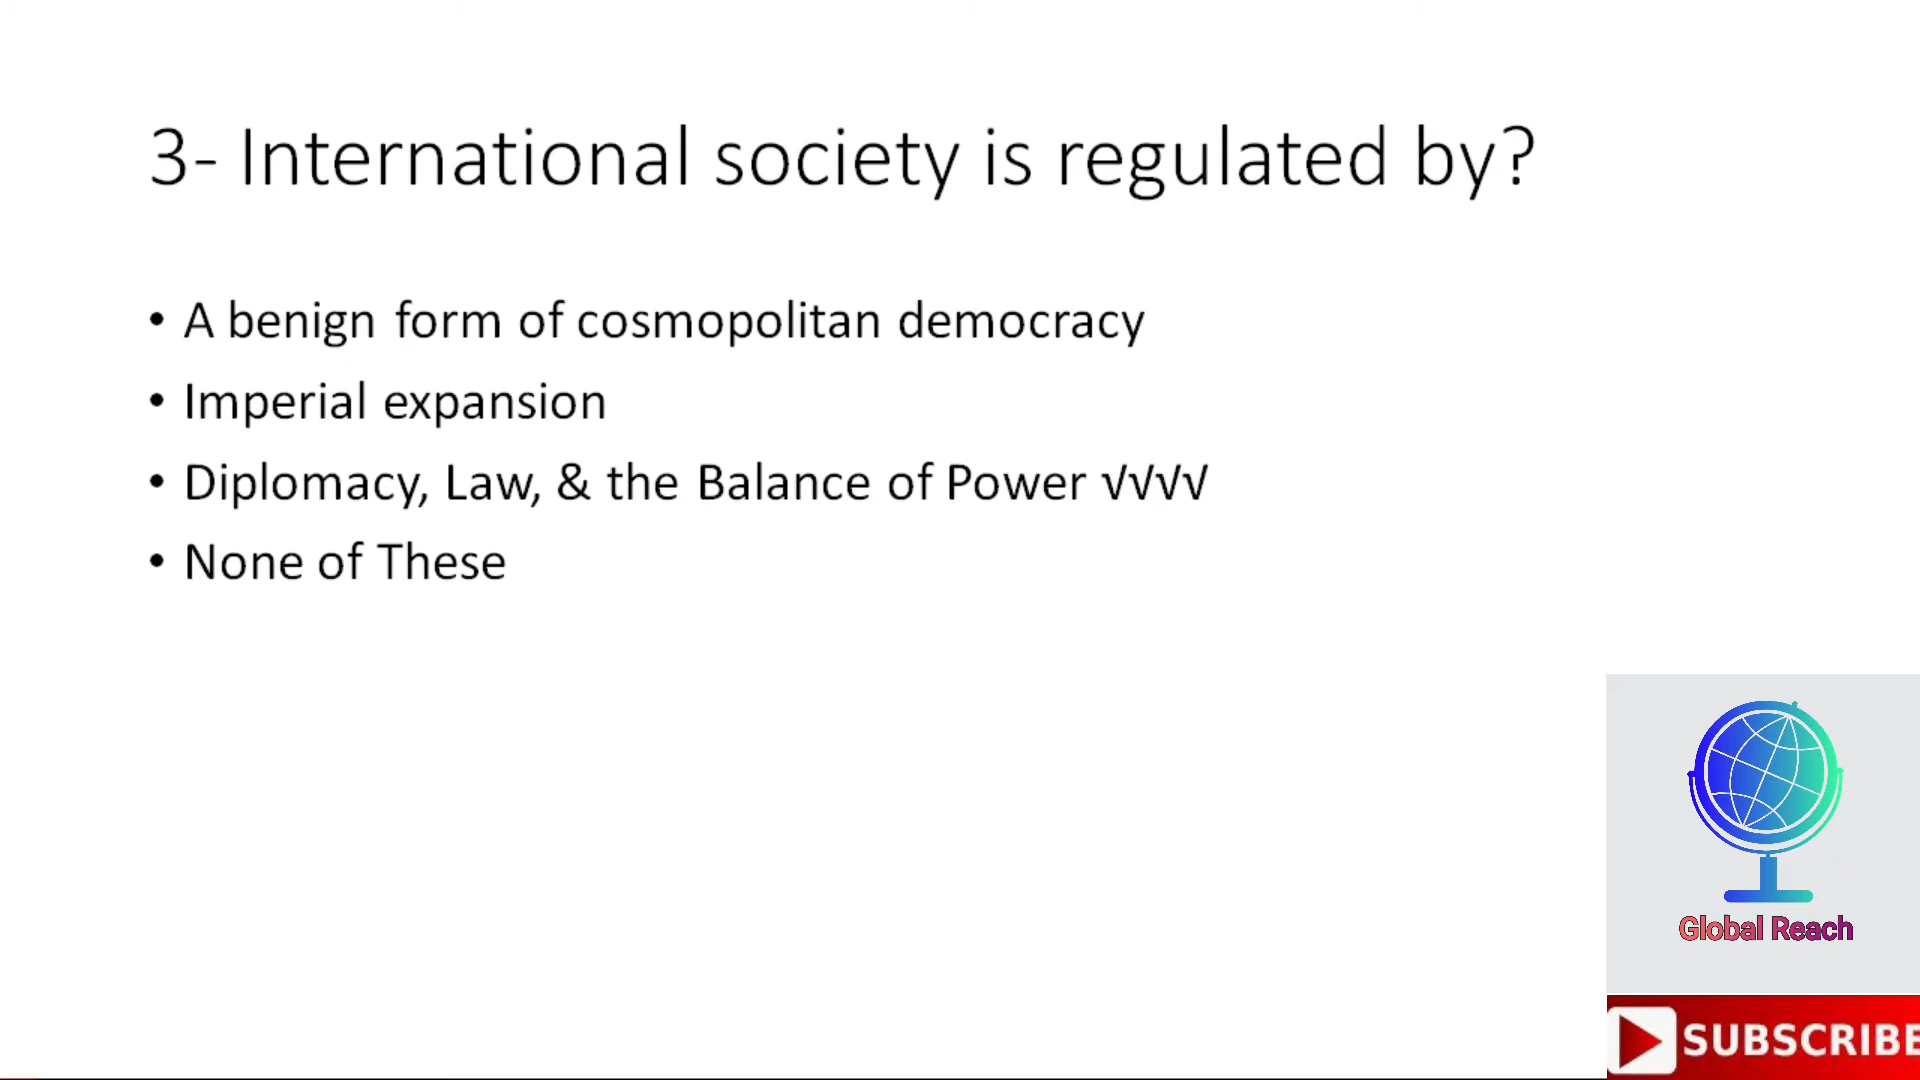 3- International society is regulated by?
• A benign form of cosmopolitan democracy
• Imperial expansion
• Diplomacy, Law, & the Balance of Power √√√√
• None of These
Global Reach
SUBSCRIBE